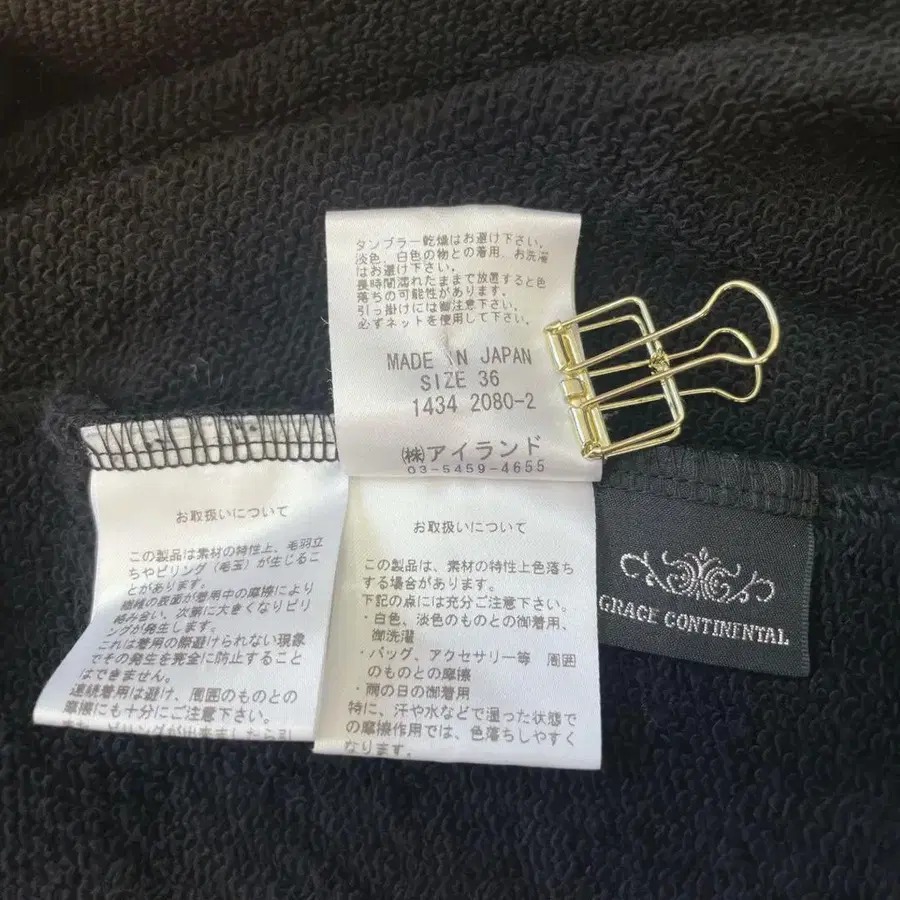 タンブラー乾燥はお避け下さい。
淡色、白色の物との着用、お洗濯
はお避け下さい。
長時間濡れたままで放置すると色
落ちの可能性があります。
引っ掛けには御注意下さい。
必ずネットを使用して下さい。
MADE IN JAPAN
SIZE 36
1434 2080-2
(株)アイランド
03-5459-4655
お取扱いについて
この製品は素材の特性上、毛羽立
ちやピリング(毛玉)が生じるこ
とがあります。
繊維の表面が着用中の摩擦により
絡み合い、次第に大きくなりピリ
ングが発生します。
これは着用の際避けられない現象
でその発生を完全に防止すること
はできません。
連続着用は避け、周囲のものとの
摩擦にも十分にご注意下さい。
お取扱いについて
この製品は、素材の特性上色落ち
する場合があります。
下記の点には充分ご注意下さい。
・白色、淡色のものとの御着用、
御洗濯
・バッグ、アクセサリー等 周囲
のものとの摩擦
・雨の日の御着用
特に、汗や水などで湿った状態で
の摩擦作用では、色落ちしやすく
なります。
GRACE CONTINENTAL